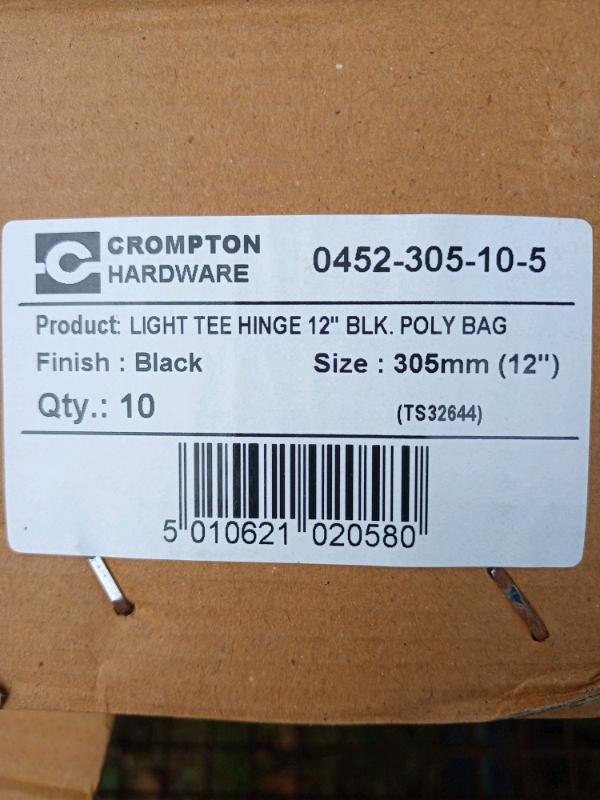 CROMPTON
HARDWARE
0452-305-10-5
Product: LIGHT TEE HINGE 12" BLK. POLY BAG
Finish : Black Size : 305mm (12")
Qty.: 10 (TS32644)
5 010621 020580